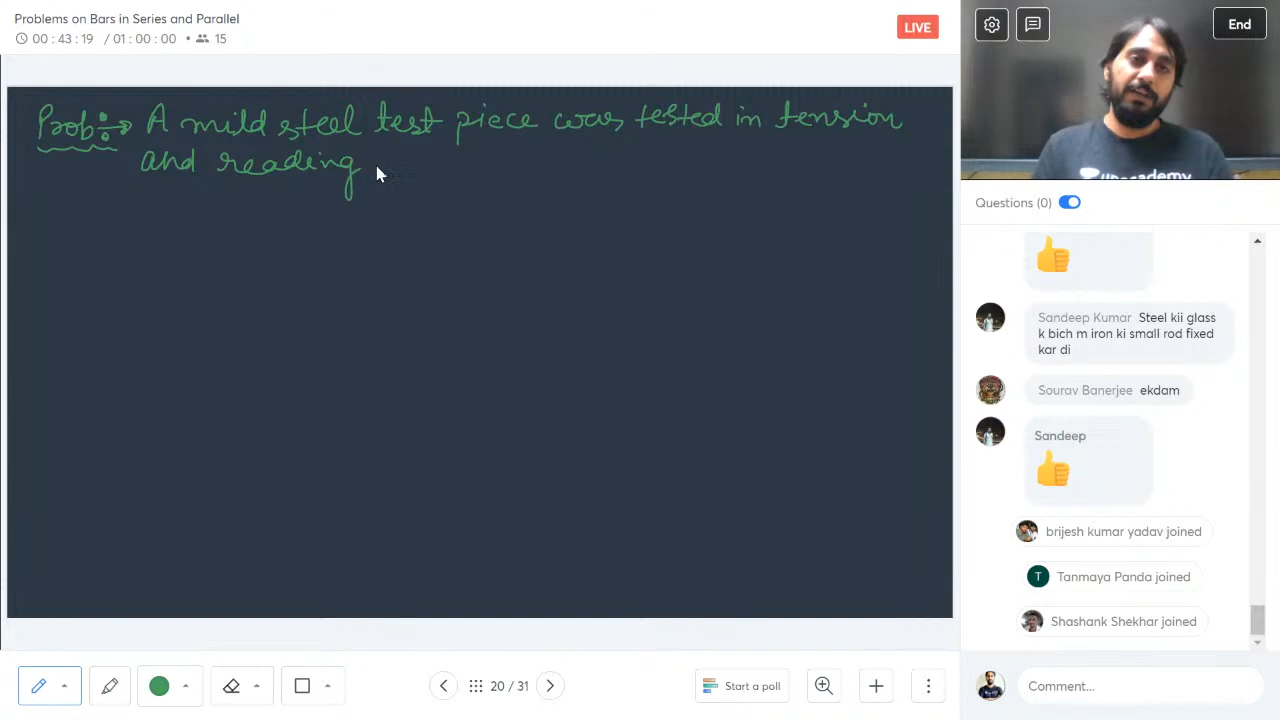 Problems on Bars in Series and Parallel
00 : 43 : 19 / 01 : 00 : 00 • 15
LIVE
End
Prob:→ A mild steel test piece was tested in tension
and reading
Questions (0)
Sandeep Kumar Steel kii glass
k bich m iron ki small rod fixed
kar di
Sourav Banerjee ekdam
Sandeep
brijesh kumar yadav joined
T Tanmaya Panda joined
Shashank Shekhar joined
20 / 31
Start a poll
Comment...